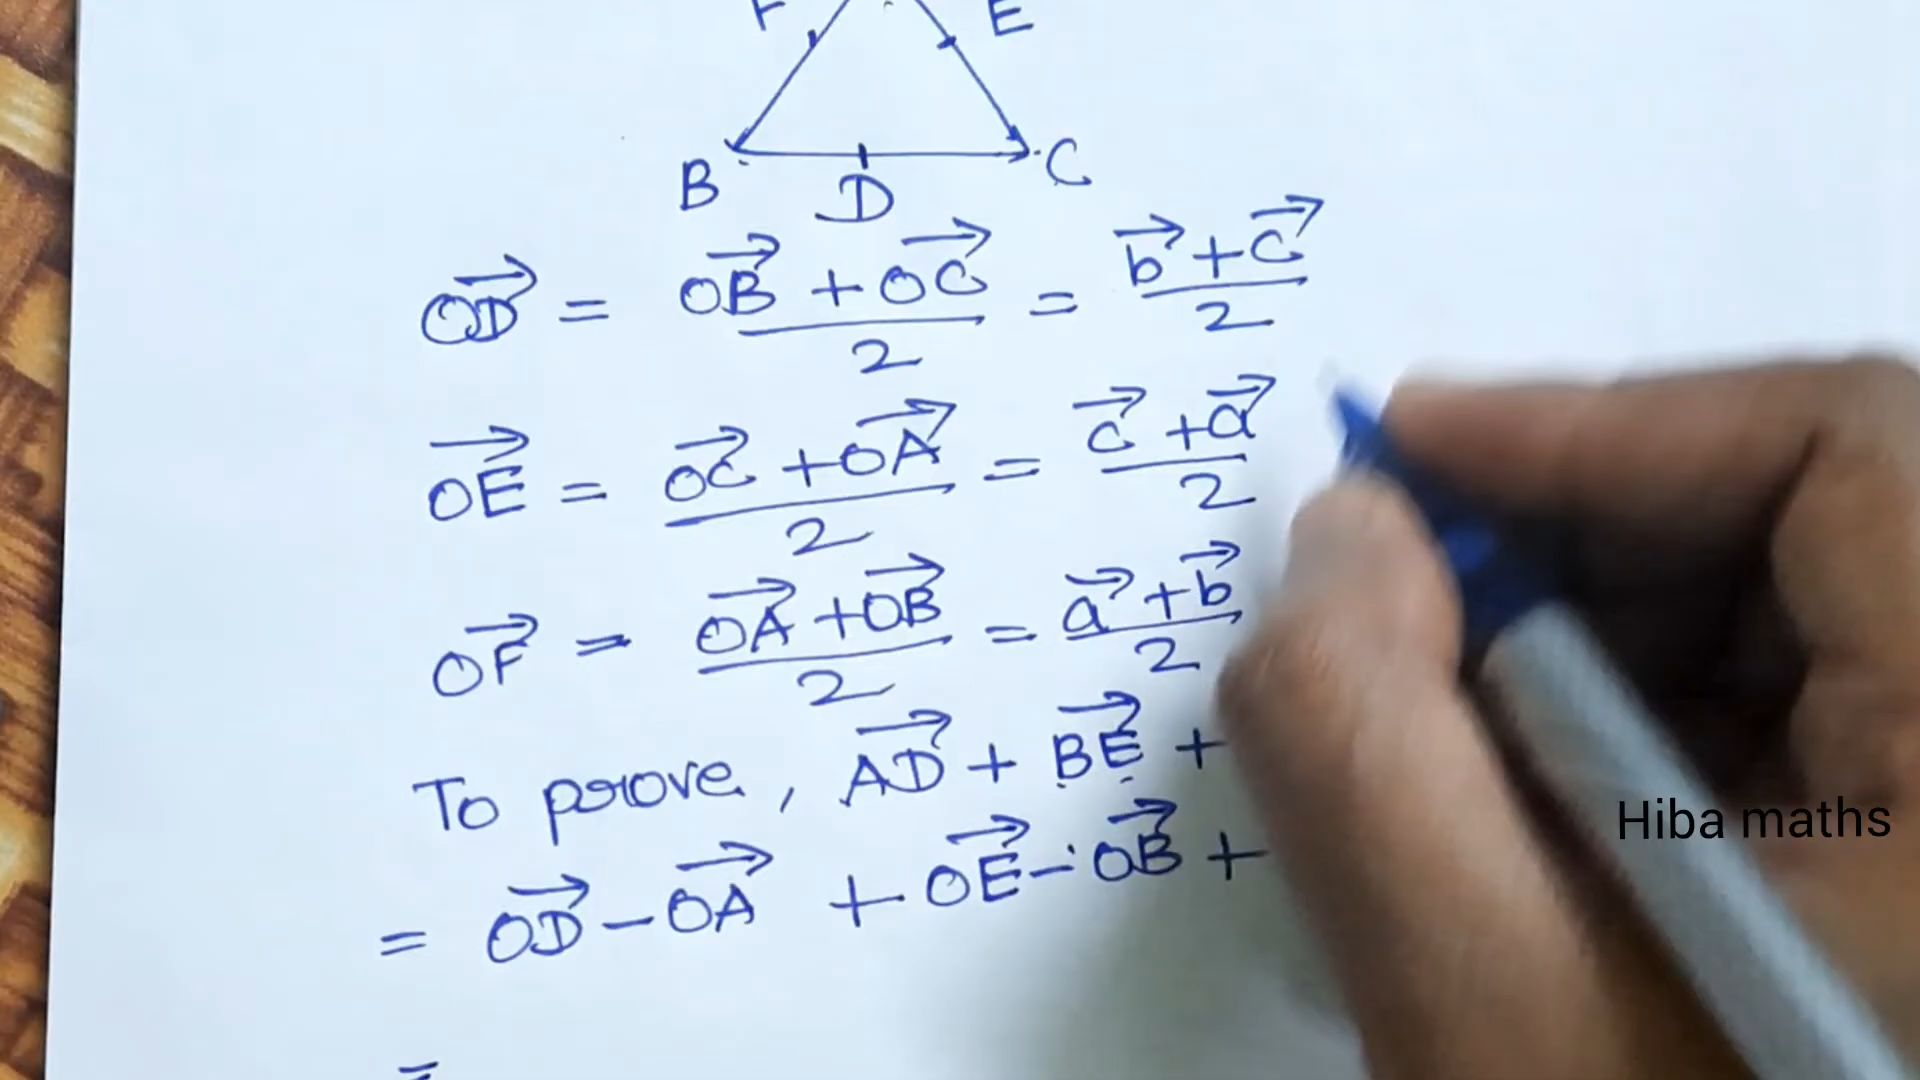 F E
B D C
OD⃗ = (OB⃗ + OC⃗)/2 = (b⃗ + c⃗)/2
OE⃗ = (OC⃗ + OA⃗)/2 = (c⃗ + a⃗)/2
OF⃗ = (OA⃗ + OB⃗)/2 = (a⃗ + b⃗)/2
To prove, AD⃗ + BE⃗ +
= OD⃗ - OA⃗ + OE⃗ - OB⃗ +
=
Hiba maths